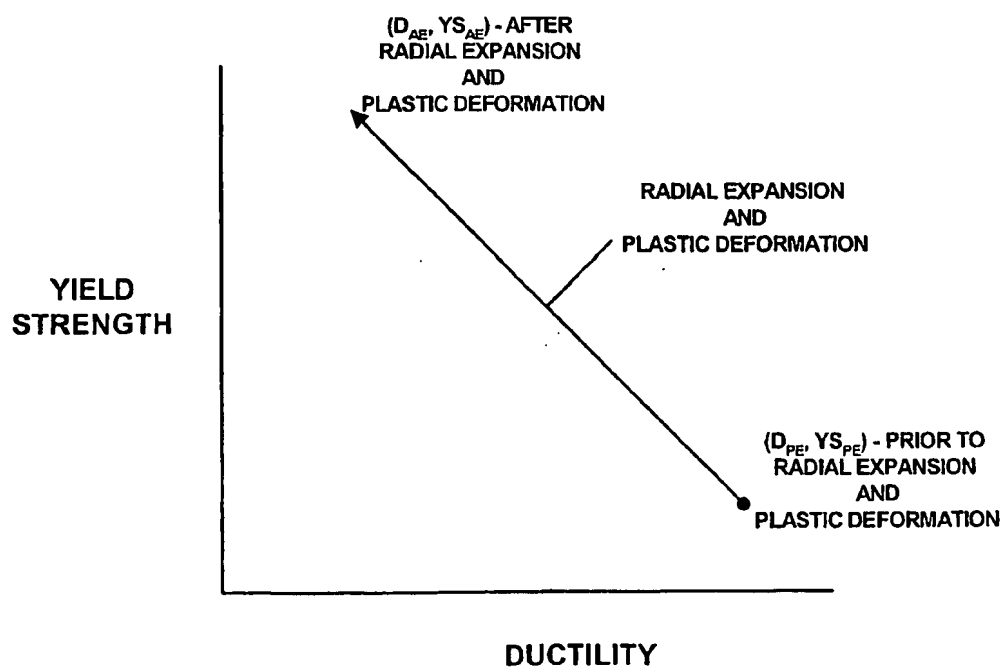 (D_AE, YS_AE) - AFTER
RADIAL EXPANSION
AND
PLASTIC DEFORMATION
RADIAL EXPANSION
AND
PLASTIC DEFORMATION
YIELD
STRENGTH
(D_PE, YS_PE) - PRIOR TO
RADIAL EXPANSION
AND
PLASTIC DEFORMATION
DUCTILITY